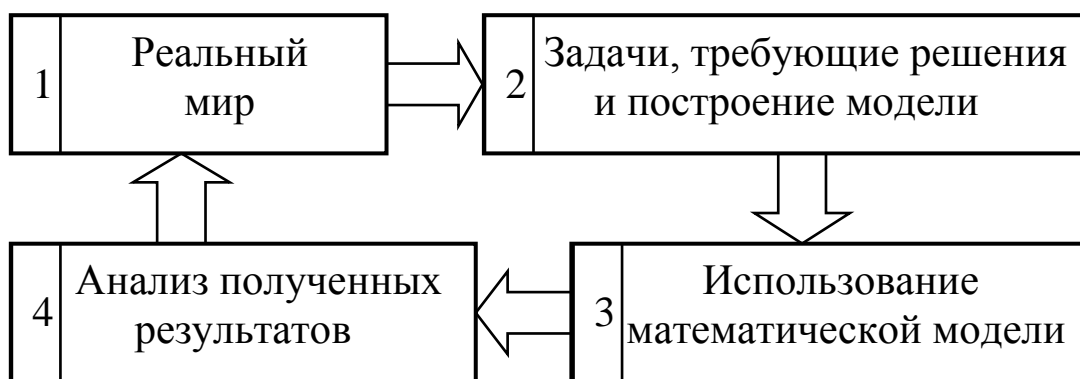 1
Реальный
мир
2
Задачи, требующие решения
и построение модели
4
Анализ полученных
результатов
3
Использование
математической модели